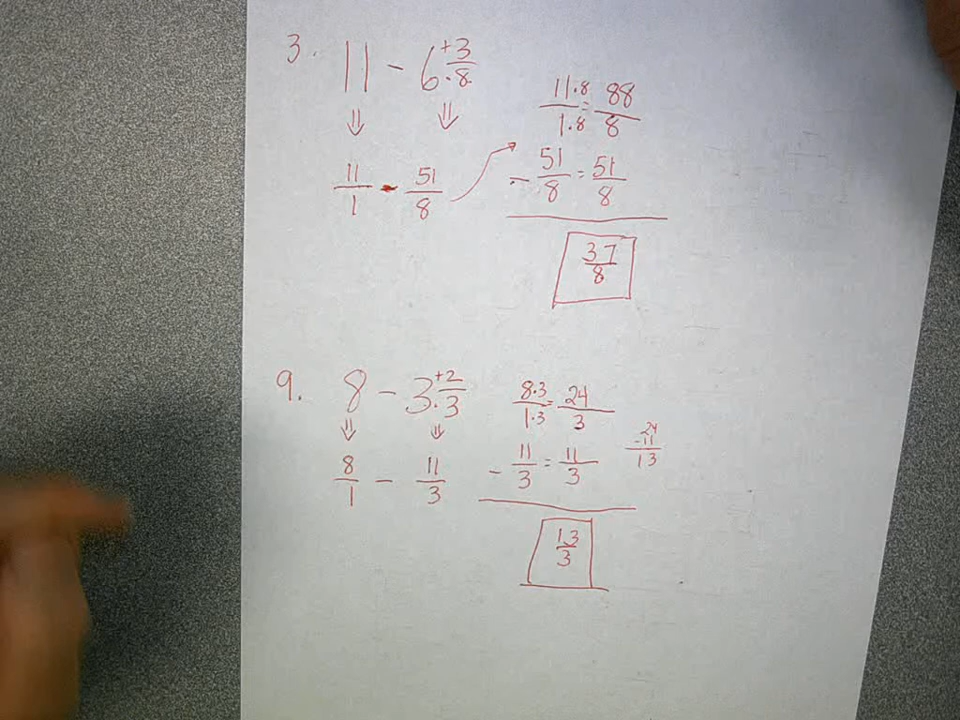 3. 11 - 6 +3/·8
⇓ ⇓
11/1 - 51/8
11·8/1·8 = 88/8
- 51/8 = 51/8
37/8
9. 8 - 3 +2/·3
⇓ ⇓
8/1 - 11/3
8·3/1·3 = 24/3
- 11/3 = 11/3
13/3
24
-11
13